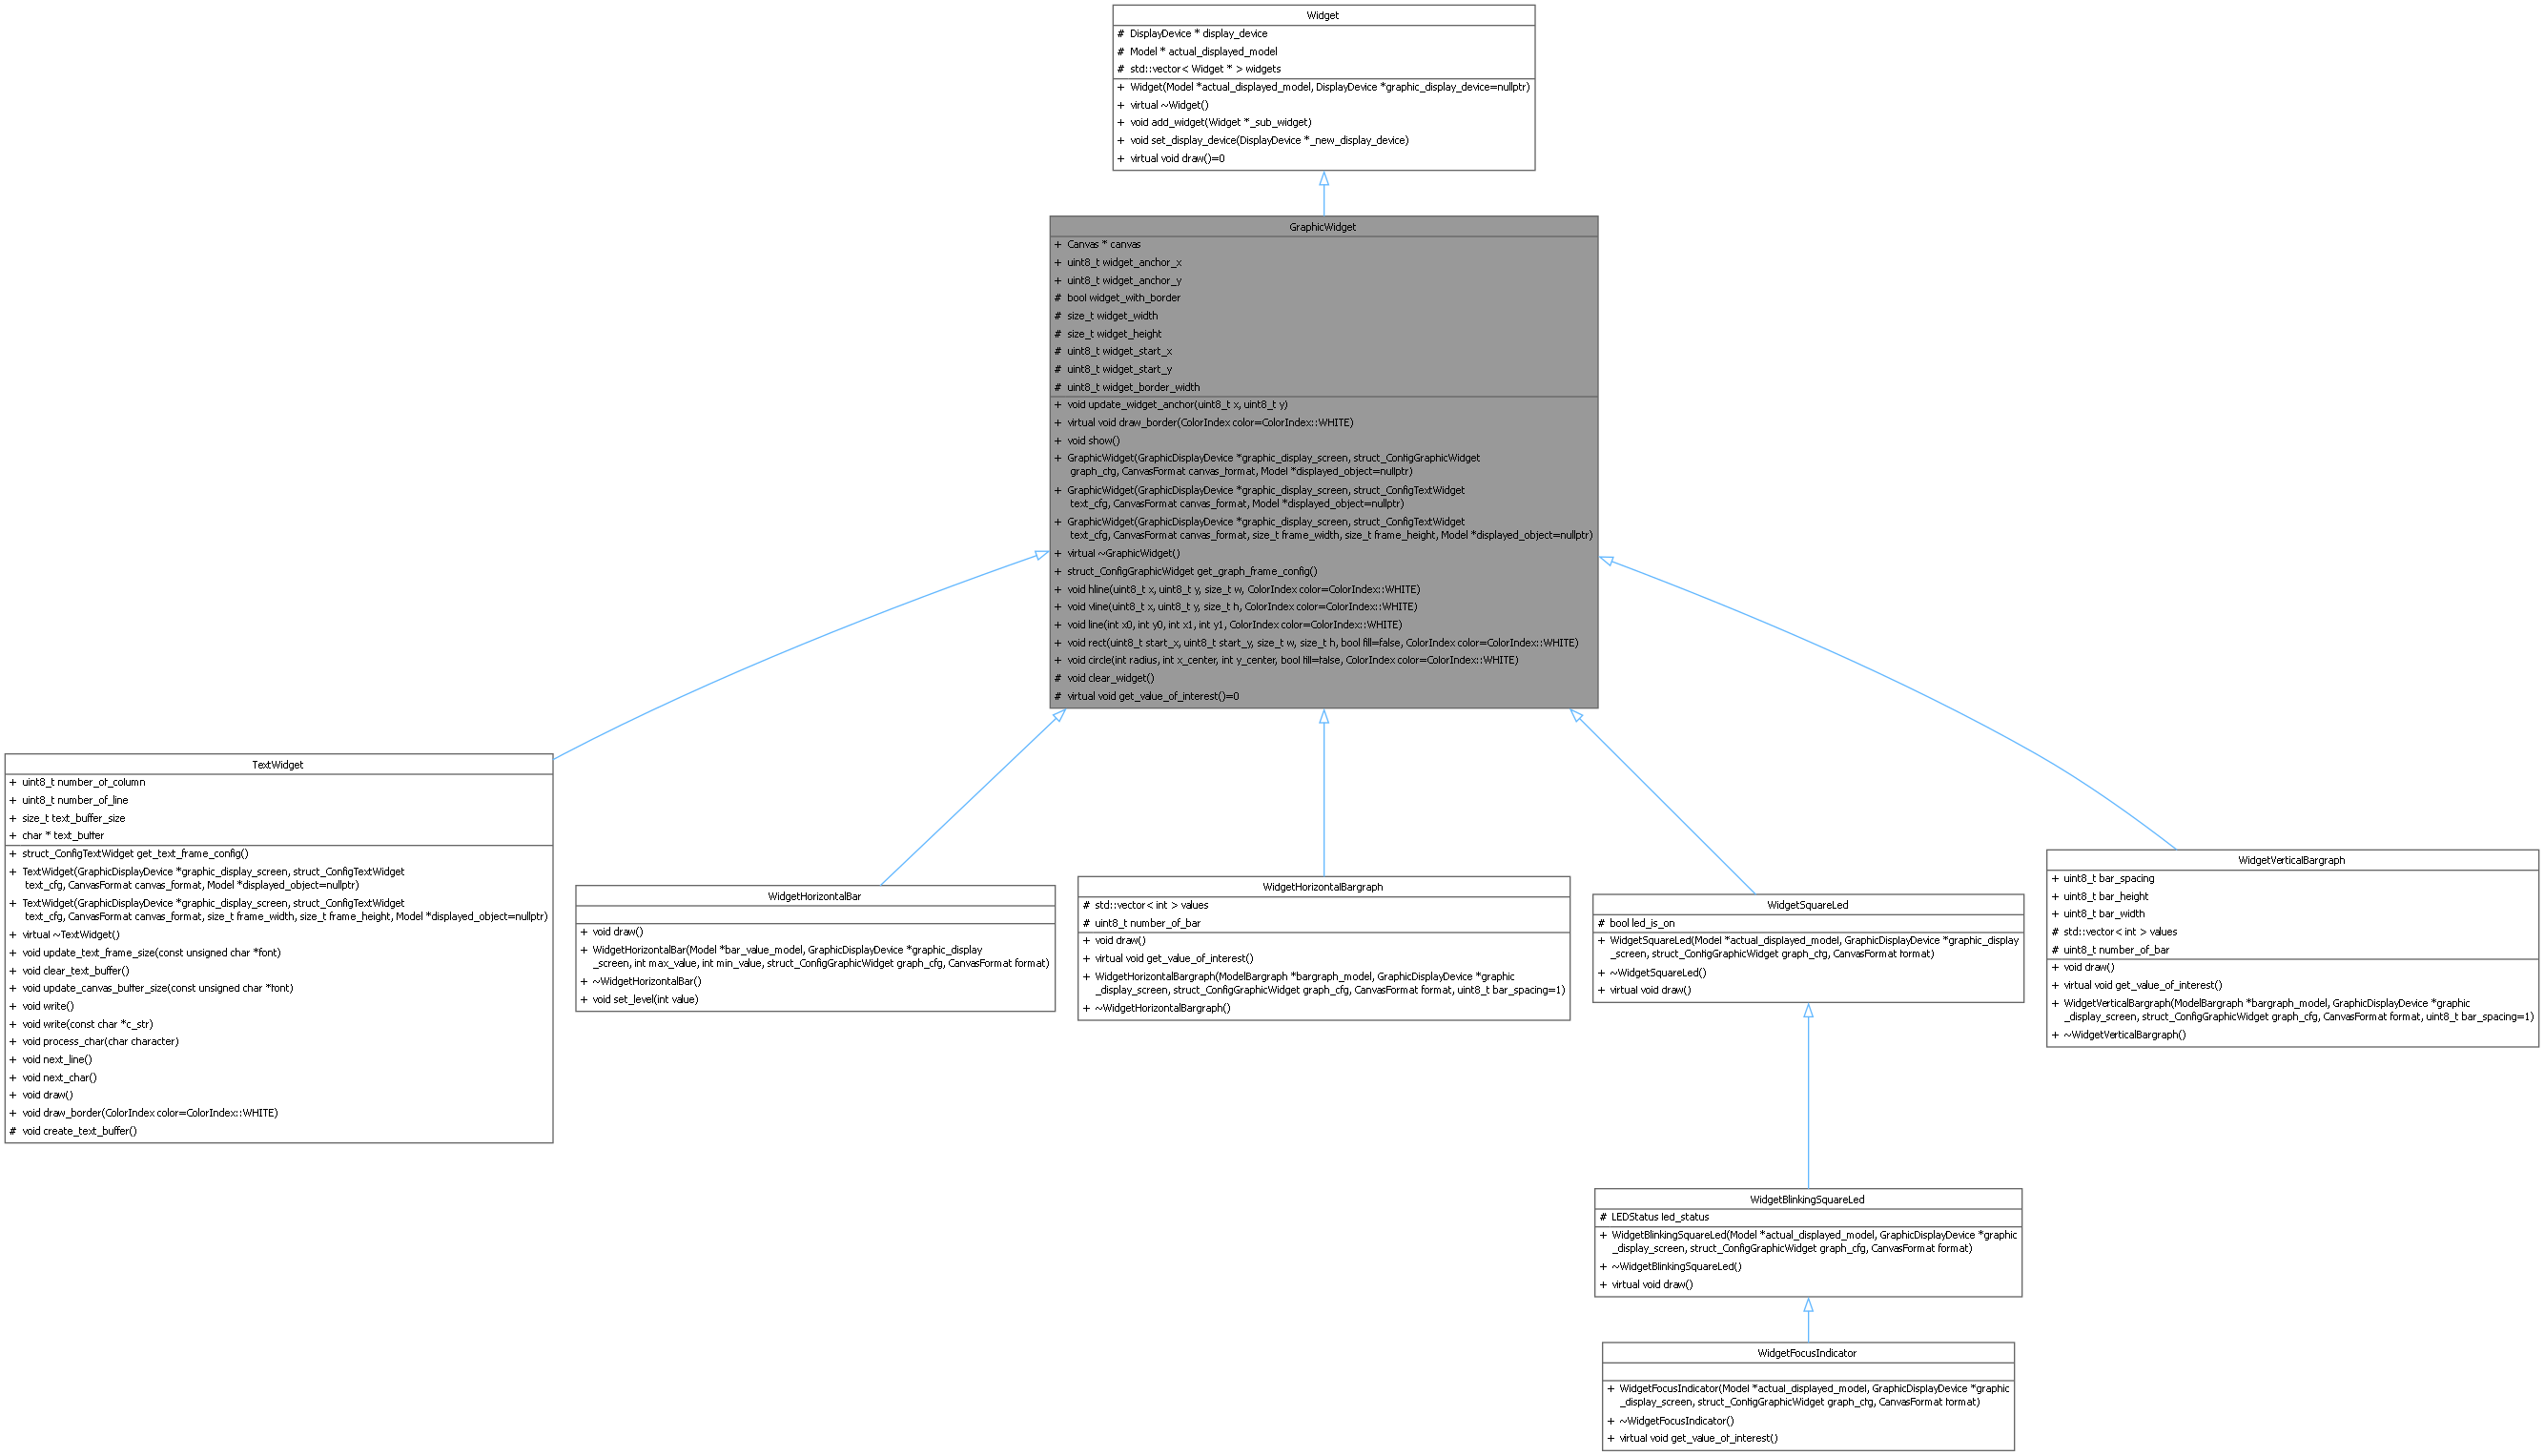 Widget
# DisplayDevice * display_device
# Model * actual_displayed_model
# std::vector< Widget * > widgets
+ Widget(Model *actual_displayed_model, DisplayDevice *graphic_display_device=nullptr)
+ virtual ~Widget()
+ void add_widget(Widget *_sub_widget)
+ void set_display_device(DisplayDevice *_new_display_device)
+ virtual void draw()=0
GraphicWidget
+ Canvas * canvas
+ uint8_t widget_anchor_x
+ uint8_t widget_anchor_y
# bool widget_with_border
# size_t widget_width
# size_t widget_height
# uint8_t widget_start_x
# uint8_t widget_start_y
# uint8_t widget_border_width
+ void update_widget_anchor(uint8_t x, uint8_t y)
+ virtual void draw_border(ColorIndex color=ColorIndex::WHITE)
+ void show()
+ GraphicWidget(GraphicDisplayDevice *graphic_display_screen, struct_ConfigGraphicWidget
graph_cfg, CanvasFormat canvas_format, Model *displayed_object=nullptr)
+ GraphicWidget(GraphicDisplayDevice *graphic_display_screen, struct_ConfigTextWidget
text_cfg, CanvasFormat canvas_format, Model *displayed_object=nullptr)
+ GraphicWidget(GraphicDisplayDevice *graphic_display_screen, struct_ConfigTextWidget
text_cfg, CanvasFormat canvas_format, size_t frame_width, size_t frame_height, Model *displayed_object=nullptr)
+ virtual ~GraphicWidget()
+ struct_ConfigGraphicWidget get_graph_frame_config()
+ void hline(uint8_t x, uint8_t y, size_t w, ColorIndex color=ColorIndex::WHITE)
+ void vline(uint8_t x, uint8_t y, size_t h, ColorIndex color=ColorIndex::WHITE)
+ void line(int x0, int y0, int x1, int y1, ColorIndex color=ColorIndex::WHITE)
+ void rect(uint8_t start_x, uint8_t start_y, size_t w, size_t h, bool fill=false, ColorIndex color=ColorIndex::WHITE)
+ void circle(int radius, int x_center, int y_center, bool fill=false, ColorIndex color=ColorIndex::WHITE)
# void clear_widget()
# virtual void get_value_of_interest()=0
TextWidget
+ uint8_t number_of_column
+ uint8_t number_of_line
+ size_t text_buffer_size
+ char * text_buffer
+ struct_ConfigTextWidget get_text_frame_config()
+ TextWidget(GraphicDisplayDevice *graphic_display_screen, struct_ConfigTextWidget
text_cfg, CanvasFormat canvas_format, Model *displayed_object=nullptr)
+ TextWidget(GraphicDisplayDevice *graphic_display_screen, struct_ConfigTextWidget
text_cfg, CanvasFormat canvas_format, size_t frame_width, size_t frame_height, Model *displayed_object=nullptr)
+ virtual ~TextWidget()
+ void update_text_frame_size(const unsigned char *font)
+ void clear_text_buffer()
+ void update_canvas_buffer_size(const unsigned char *font)
+ void write()
+ void write(const char *c_str)
+ void process_char(char character)
+ void next_line()
+ void next_char()
+ void draw()
+ void draw_border(ColorIndex color=ColorIndex::WHITE)
# void create_text_buffer()
WidgetHorizontalBar
+ void draw()
+ WidgetHorizontalBar(Model *bar_value_model, GraphicDisplayDevice *graphic_display
_screen, int max_value, int min_value, struct_ConfigGraphicWidget graph_cfg, CanvasFormat format)
+ ~WidgetHorizontalBar()
+ void set_level(int value)
WidgetHorizontalBargraph
# std::vector< int > values
# uint8_t number_of_bar
+ void draw()
+ virtual void get_value_of_interest()
+ WidgetHorizontalBargraph(ModelBargraph *bargraph_model, GraphicDisplayDevice *graphic
_display_screen, struct_ConfigGraphicWidget graph_cfg, CanvasFormat format, uint8_t bar_spacing=1)
+ ~WidgetHorizontalBargraph()
WidgetSquareLed
# bool led_is_on
+ WidgetSquareLed(Model *actual_displayed_model, GraphicDisplayDevice *graphic_display
_screen, struct_ConfigGraphicWidget graph_cfg, CanvasFormat format)
+ ~WidgetSquareLed()
+ virtual void draw()
WidgetVerticalBargraph
+ uint8_t bar_spacing
+ uint8_t bar_height
+ uint8_t bar_width
# std::vector< int > values
# uint8_t number_of_bar
+ void draw()
+ virtual void get_value_of_interest()
+ WidgetVerticalBargraph(ModelBargraph *bargraph_model, GraphicDisplayDevice *graphic
_display_screen, struct_ConfigGraphicWidget graph_cfg, CanvasFormat format, uint8_t bar_spacing=1)
+ ~WidgetVerticalBargraph()
WidgetBlinkingSquareLed
# LEDStatus led_status
+ WidgetBlinkingSquareLed(Model *actual_displayed_model, GraphicDisplayDevice *graphic
_display_screen, struct_ConfigGraphicWidget graph_cfg, CanvasFormat format)
+ ~WidgetBlinkingSquareLed()
+ virtual void draw()
WidgetFocusIndicator
+ WidgetFocusIndicator(Model *actual_displayed_model, GraphicDisplayDevice *graphic
_display_screen, struct_ConfigGraphicWidget graph_cfg, CanvasFormat format)
+ ~WidgetFocusIndicator()
+ virtual void get_value_of_interest()